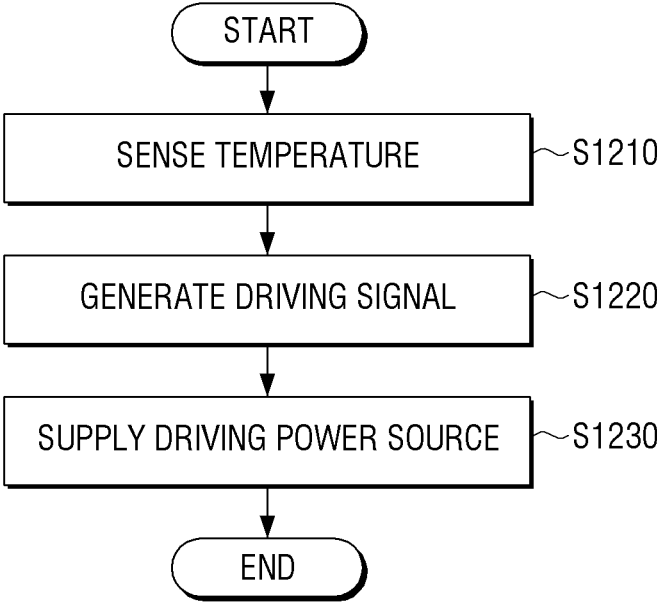 START
SENSE TEMPERATURE
S1210
GENERATE DRIVING SIGNAL
S1220
SUPPLY DRIVING POWER SOURCE
S1230
END